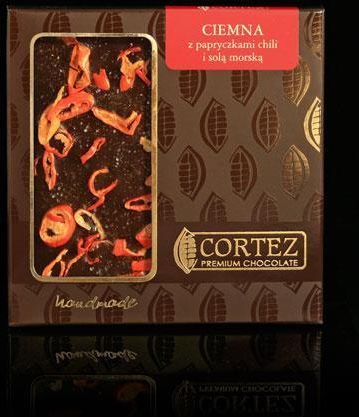 CIEMNA
z papryczkami chili
i solą morską
CORTEZ
PREMIUM CHOCOLATE
handmade